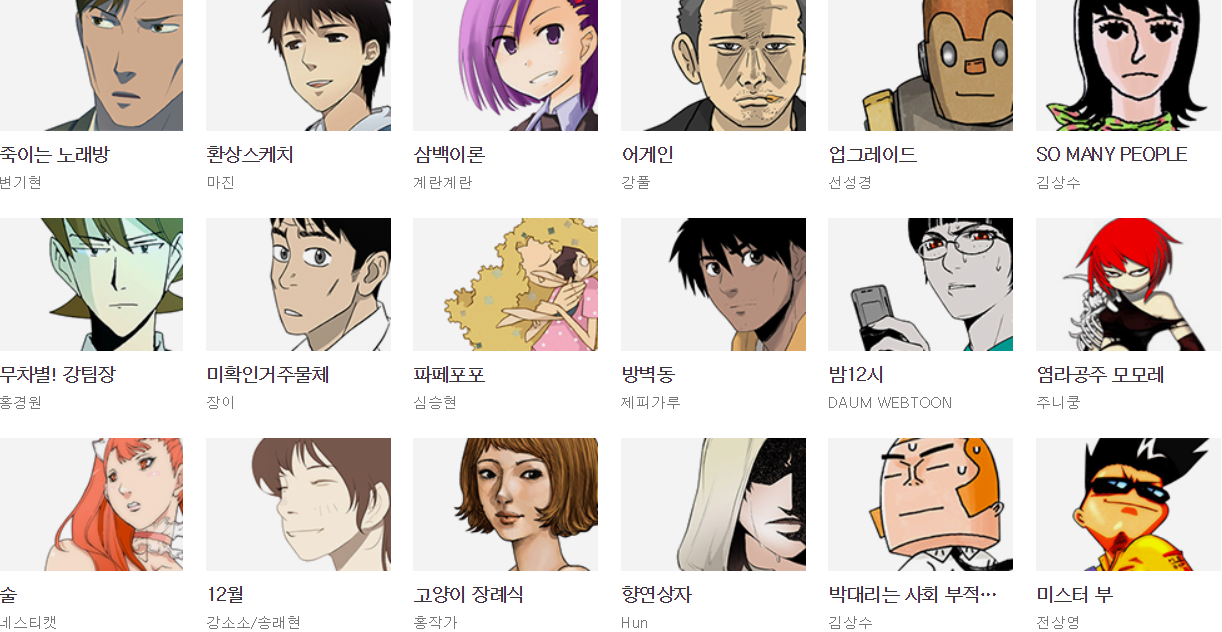 죽이는 노래방 환상스케치 삼백이론 어게인 업그레이드 SO MANY PEOPLE
변기현 마진 계란계란 강풀 선성경 김상수
무차별! 강팀장 미확인거주물체 파페포포 방벽동 밤12시 염라공주 모모레
홍경원 장이 심승현 제피가루 DAUM WEBTOON 주니쿵
술 12월 고양이 장례식 향연상자 박대리는 사회 부적… 미스터 부
네스티캣 강소소/송래현 홍작가 Hun 김상수 전상영